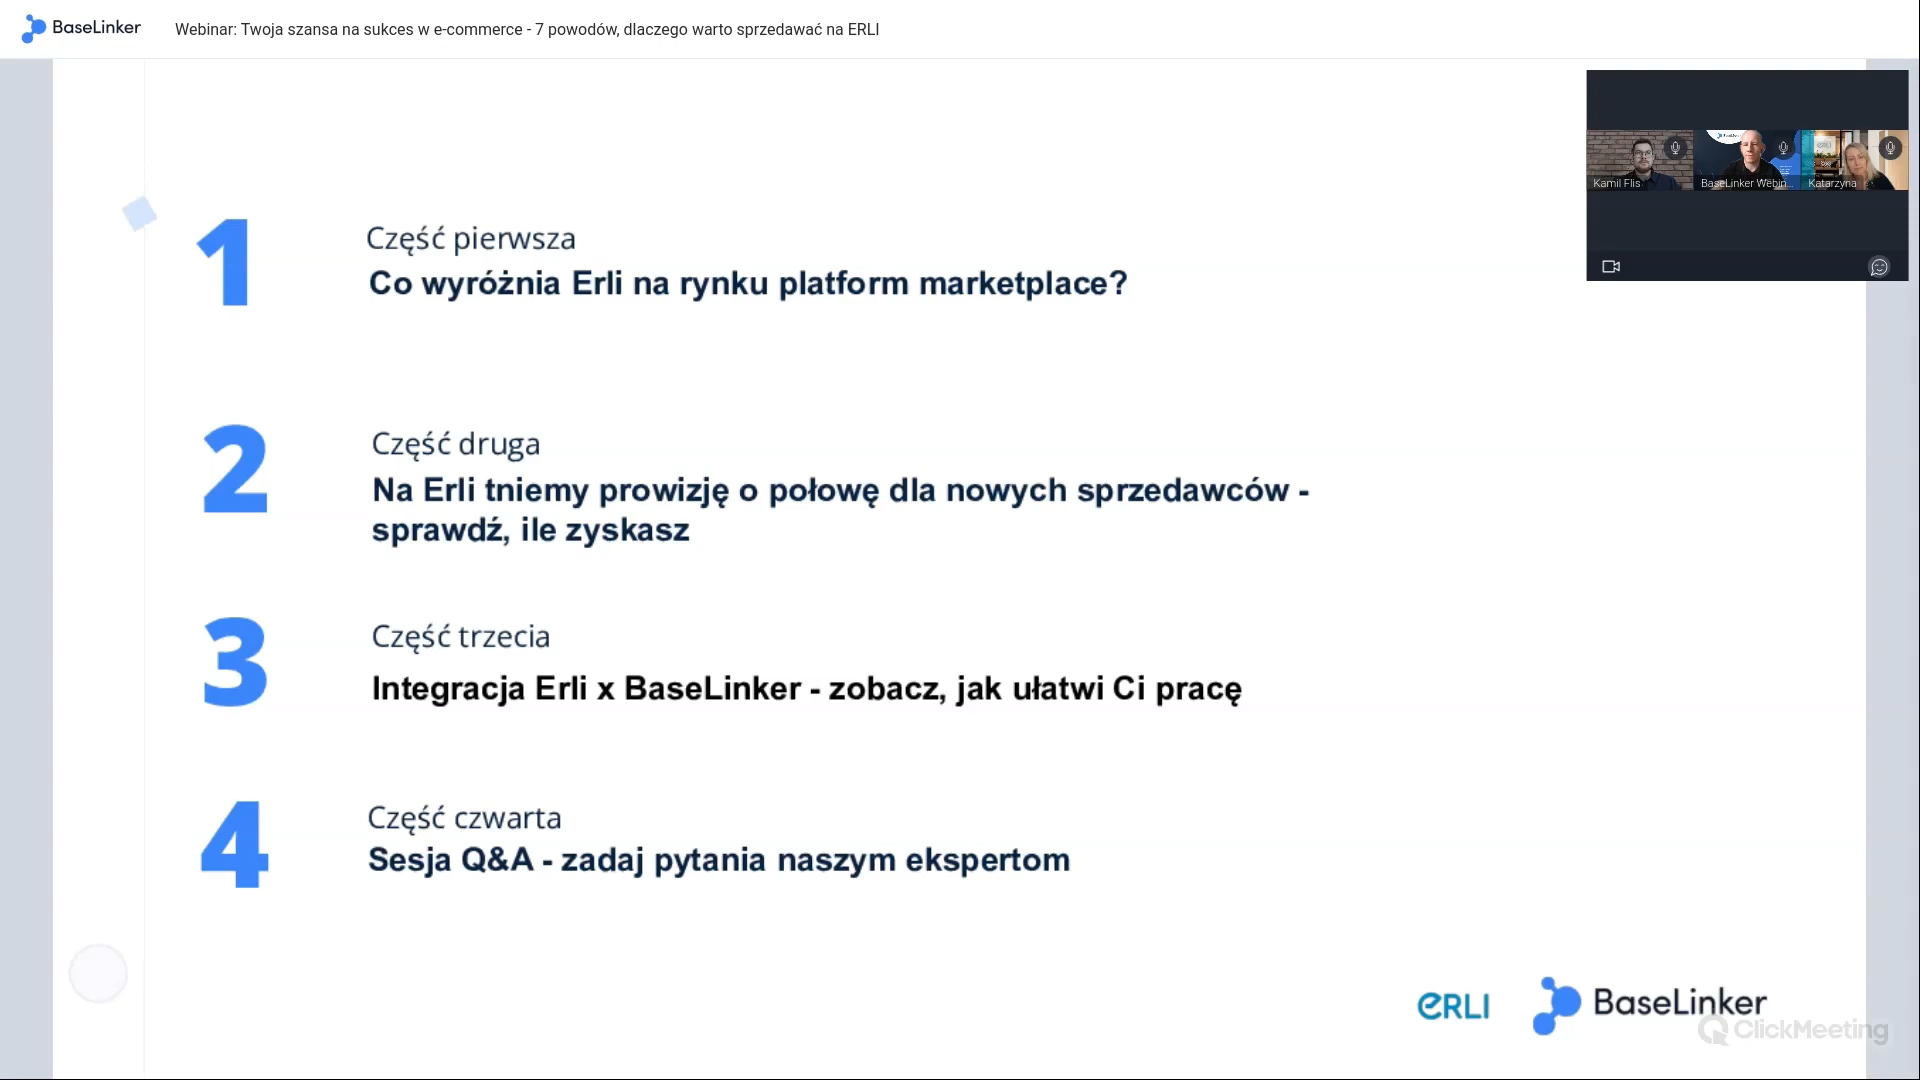 BaseLinker
Webinar: Twoja szansa na sukces w e-commerce - 7 powodów, dlaczego warto sprzedawać na ERLI
Kamil Flis
BaseLinker Webin...
Katarzyna
1
Część pierwsza
Co wyróżnia Erli na rynku platform marketplace?
2
Część druga
Na Erli tniemy prowizję o połowę dla nowych sprzedawców -
sprawdź, ile zyskasz
3
Część trzecia
Integracja Erli x BaseLinker - zobacz, jak ułatwi Ci pracę
4
Część czwarta
Sesja Q&A - zadaj pytania naszym ekspertom
eRLI
BaseLinker
ClickMeeting